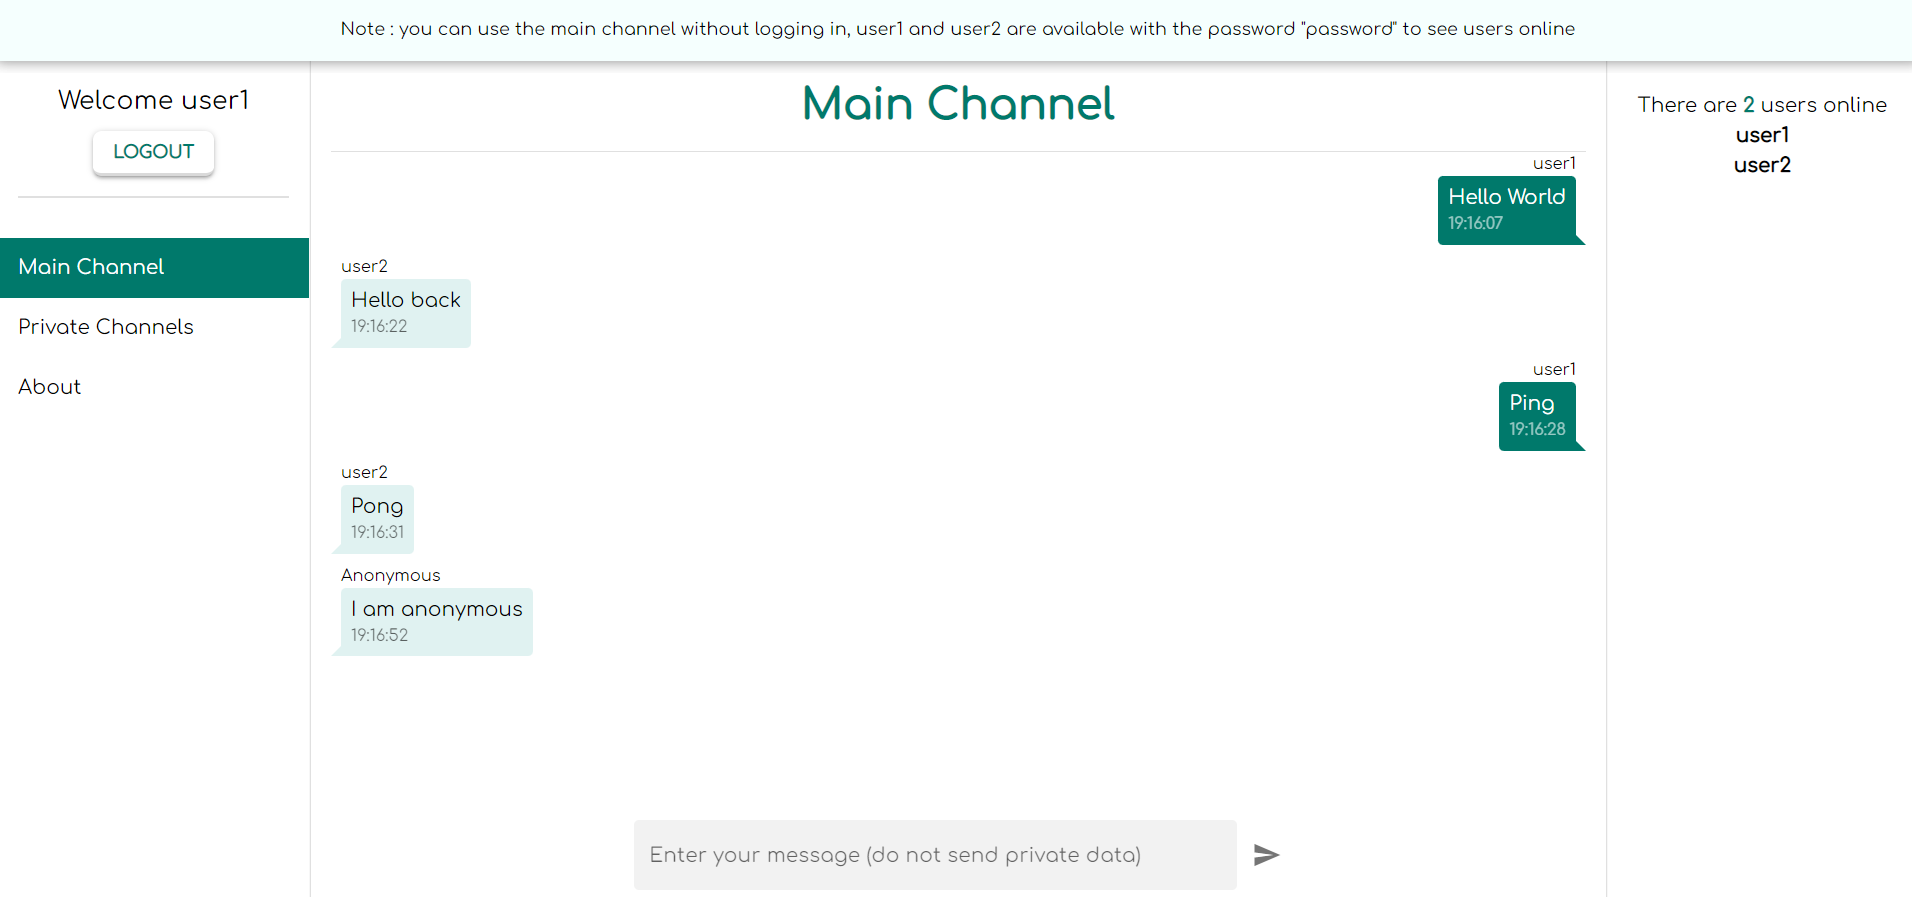 Note : you can use the main channel without logging in, user1 and user2 are available with the password "password" to see users online
Welcome user1
LOGOUT
Main Channel
Private Channels
About
Main Channel
user1
Hello World
19:16:07
user2
Hello back
19:16:22
user1
Ping
19:16:28
user2
Pong
19:16:31
Anonymous
I am anonymous
19:16:52
Enter your message (do not send private data)
There are 2 users online
user1
user2